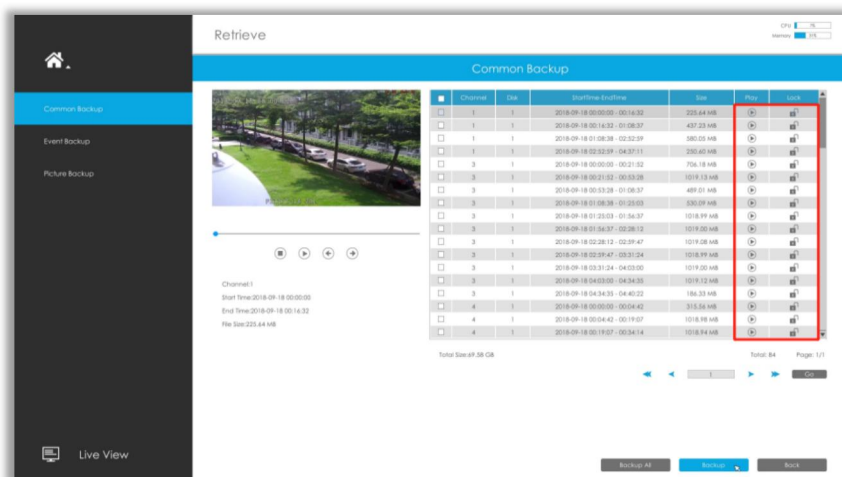 Retrieve
CPU
Memory
Common Backup
Common Backup
Event Backup
Picture Backup
Live View
Channel Disk StartTime-EndTime Size Play Lock
1 1 2018-09-18 00:00:00 - 00:16:32 225.64 MB
1 1 2018-09-18 00:16:32 - 01:08:37 437.23 MB
1 1 2018-09-18 01:08:38 - 02:52:59 580.05 MB
1 1 2018-09-18 02:52:59 - 04:37:11 250.60 MB
3 1 2018-09-18 00:00:00 - 00:21:52 706.18 MB
3 1 2018-09-18 00:21:52 - 00:53:28 1019.13 MB
3 1 2018-09-18 00:53:28 - 01:08:37 489.01 MB
3 1 2018-09-18 01:08:38 - 01:25:03 530.09 MB
3 1 2018-09-18 01:25:03 - 01:56:37 1018.99 MB
3 1 2018-09-18 01:56:37 - 02:28:12 1019.00 MB
3 1 2018-09-18 02:28:12 - 02:59:47 1019.08 MB
3 1 2018-09-18 02:59:47 - 03:31:24 1018.99 MB
3 1 2018-09-18 03:31:24 - 04:03:00 1019.00 MB
3 1 2018-09-18 04:03:00 - 04:34:35 1019.12 MB
3 1 2018-09-18 04:34:35 - 04:40:22 186.33 MB
4 1 2018-09-18 00:00:00 - 00:04:42 315.56 MB
4 1 2018-09-18 00:04:42 - 00:19:07 1018.98 MB
4 1 2018-09-18 00:19:07 - 00:34:14 1018.94 MB
Channel:1
Start Time:2018-09-18 00:00:00
End Time:2018-09-18 00:16:32
File Size:225.64 MB
Total Size:69.58 GB
Total: 84 Page: 1/1
1 Go
Backup All Backup Back